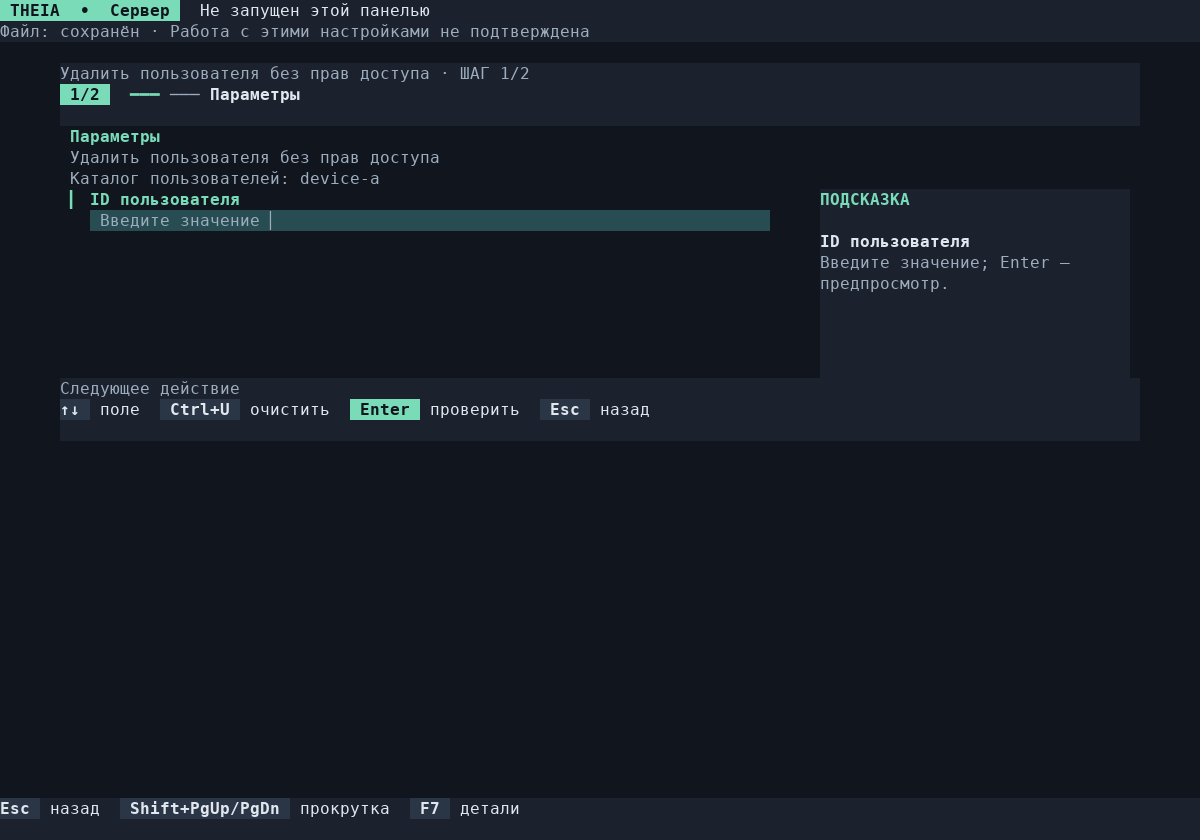 THEIA • Сервер Не запущен этой панелью
Файл: сохранён · Работа с этими настройками не подтверждена
Удалить пользователя без прав доступа · ШАГ 1/2
1/2 ━━━ ─── Параметры
Параметры
Удалить пользователя без прав доступа
Каталог пользователей: device-a
ID пользователя
Введите значение
ПОДСКАЗКА
ID пользователя
Введите значение; Enter —
предпросмотр.
Следующее действие
↑↓ поле Ctrl+U очистить Enter проверить Esc назад
Esc назад Shift+PgUp/PgDn прокрутка F7 детали